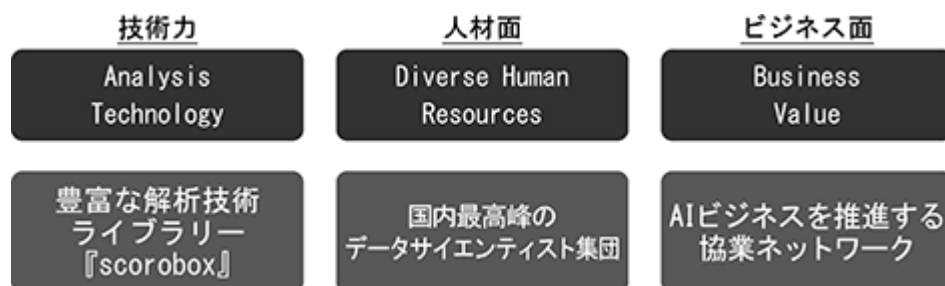 技術力
Analysis
Technology
豊富な解析技術
ライブラリー
『scorobox』
人材面
Diverse Human
Resources
国内最高峰の
データサイエンティスト集団
ビジネス面
Business
Value
AIビジネスを推進する
協業ネットワーク